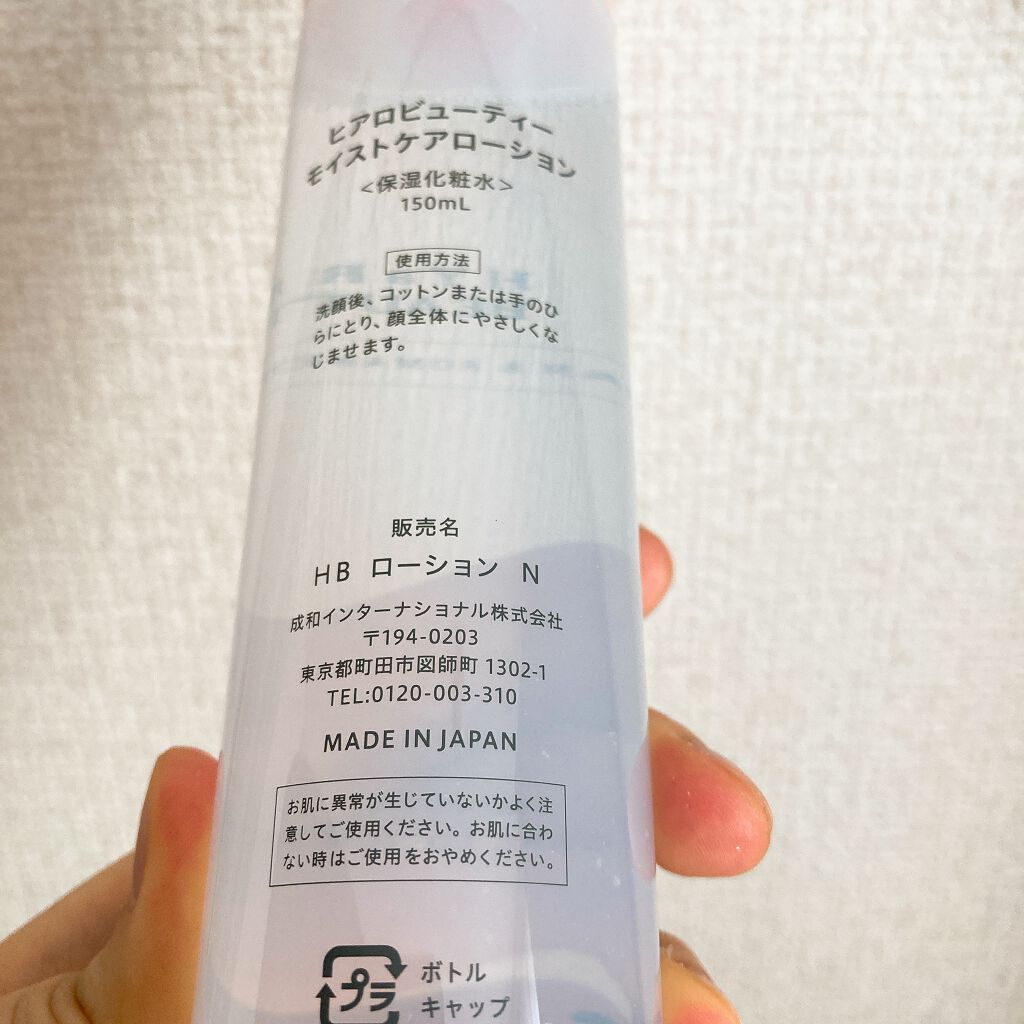 ヒアロビューティー
モイストケアローション
<保湿化粧水>
150mL
使用方法
洗顔後、コットンまたは手のひ
らにとり、顔全体にやさしくな
じませます。
販売名
HB ローション N
成和インターナショナル株式会社
〒194-0203
東京都町田市図師町 1302-1
TEL:0120-003-310
MADE IN JAPAN
お肌に異常が生じていないかよく注
意してご使用ください。お肌に合わ
ない時はご使用をおやめください。
プラ
ボトル
キャップ